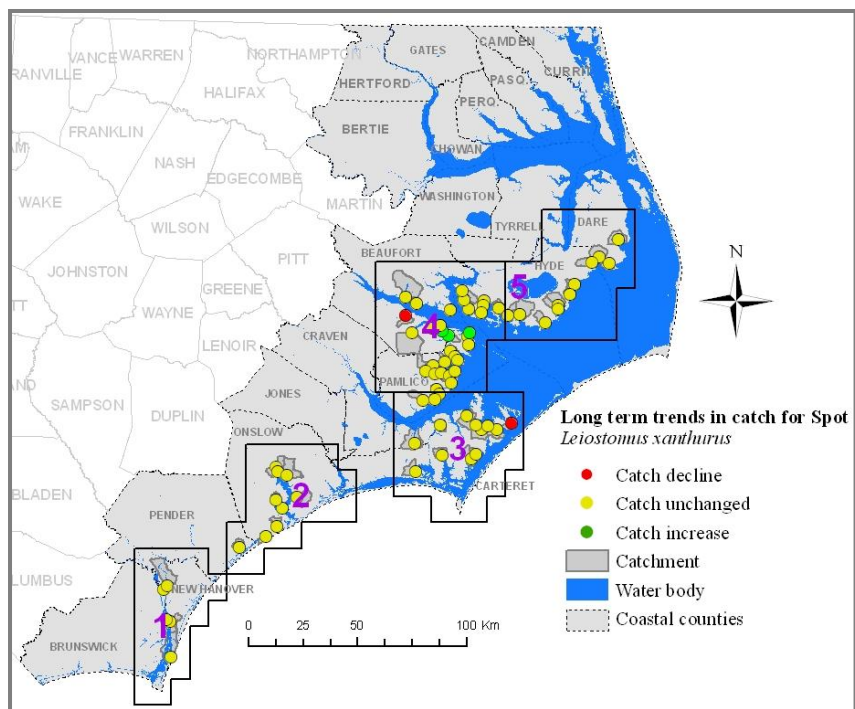 CAMDEN
GATES
VANCE WARREN NORTHAMPTON
CURRI
RANVILLE
HERTFORD
PASQ.
HALIFAX
PERQ.
FRANKLIN
BERTIE
CHOWAN
NASH
EDGECOMBE
WAKE
MARTIN
WASHINGTON
WILSON
TYRRELL
DARE
PITT
BEAUFORT
N
JOHNSTON
HYDE
GREENE
5
WAYNE
4
CRAVEN
LENOIR
PAMLICO
JONES
SAMPSON
DUPLIN
ONSLOW
3
CARTERET
2
BLADEN
PENDER
LUMBUS
NEW HANOVER
1
BRUNSWICK
0 25 50 100 Km
Long term trends in catch for Spot
Leiostomus xanthurus
Catch decline
Catch unchanged
Catch increase
Catchment
Water body
Coastal counties